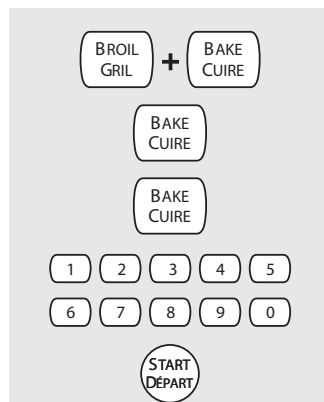 BROIL + BAKE
GRIL CUIRE
BAKE
CUIRE
BAKE
CUIRE
1 2 3 4 5
6 7 8 9 0
START
DÉPART